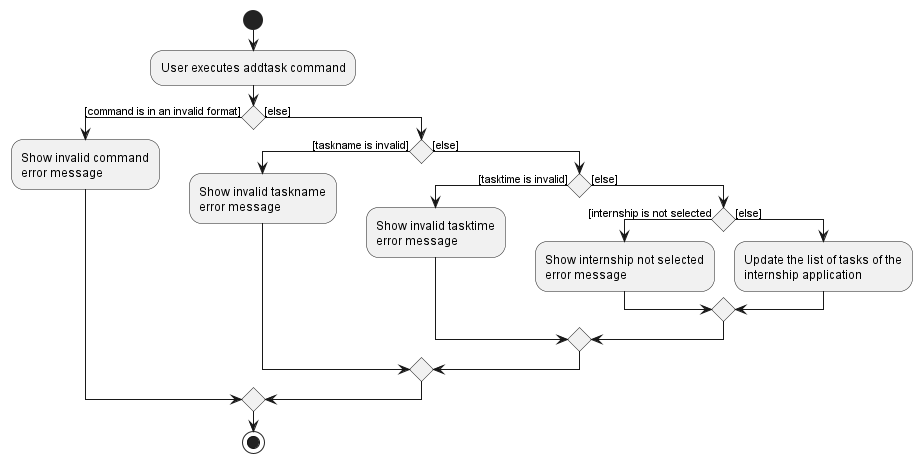 User executes addtask command
[command is in an invalid format]
[else]
Show invalid command
error message
[taskname is invalid]
[else]
Show invalid taskname
error message
[tasktime is invalid]
[else]
Show invalid tasktime
error message
[internship is not selected
[else]
Show internship not selected
error message
Update the list of tasks of the
internship application